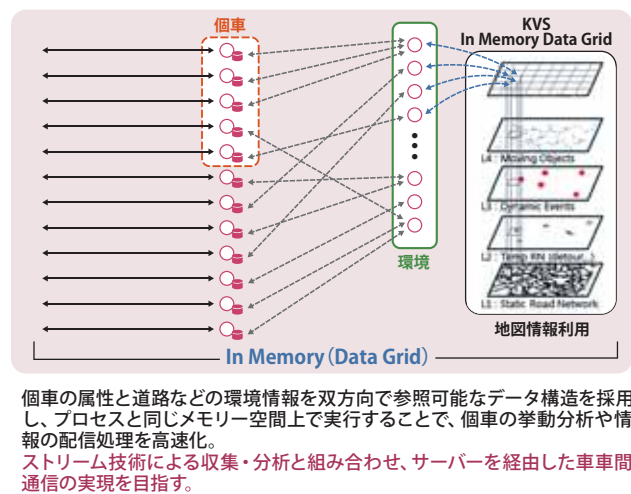 個車
KVS
In Memory Data Grid
L4 : Moving Objects
L3 : Dynamic Events
L2 : Temp RN (detour...)
L1 : Static Road Network
環境
地図情報利用
In Memory（Data Grid）
個車の属性と道路などの環境情報を双方向で参照可能なデータ構造を採用
し、プロセスと同じメモリー空間上で実行することで、個車の挙動分析や情
報の配信処理を高速化。
ストリーム技術による収集・分析と組み合わせ、サーバーを経由した車車間
通信の実現を目指す。